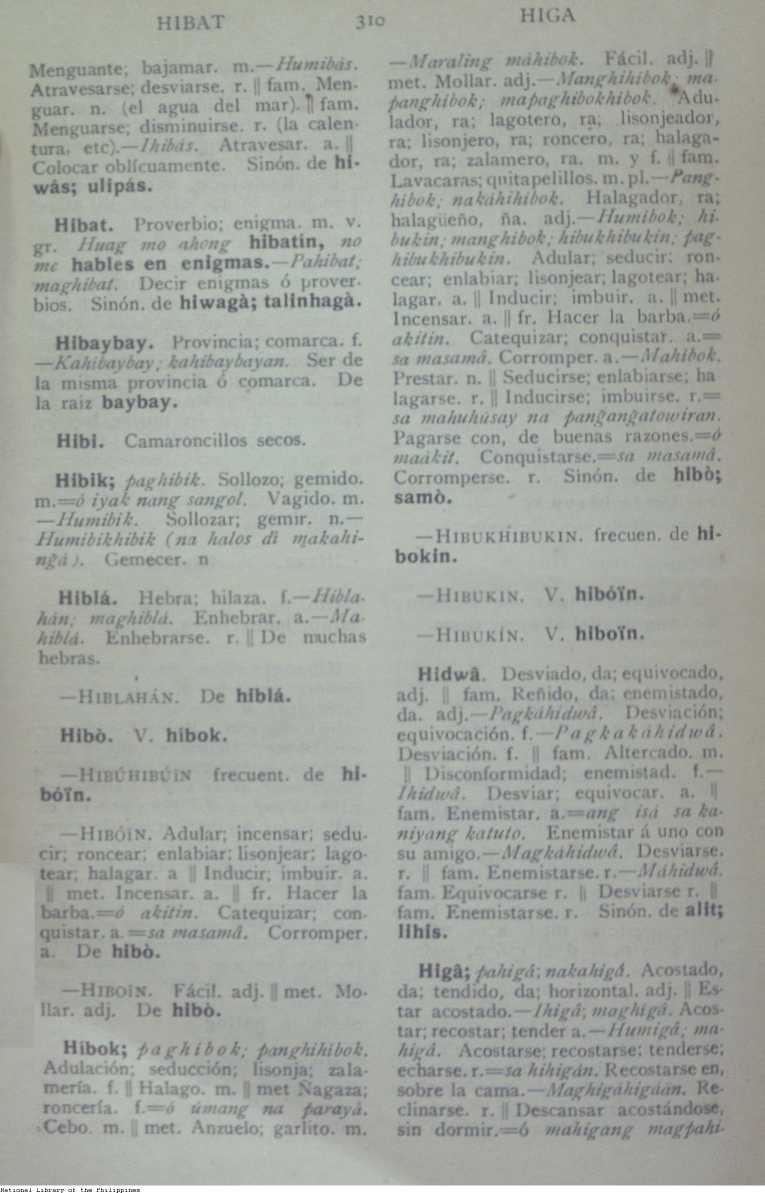 HIBAT 310 HIGA
Menguante; bajamar. m.—Humibás.
Atravesarse; desviarse. r. || fam. Men-
guar. n. (el agua del mar). || fam.
Menguarse; disminuirse. r. (la calen-
tura, etc).—Ihibás. Atravesar. a. ||
Colocar oblícuamente. Sinón. de hi-
wâs; ulipás.
Hibat. Proverbio; enigma. m. v.
gr. Huag mo ahong hibatin, no
me hables en enigmas.—Pahibat;
maghibat. Decir enigmas ó prover-
bios. Sinón. de hiwagà; talinhagà.
Hibaybay. Provincia; comarca. f.
—Kahibaybay; kahibaybayan. Ser de
la misma provincia ó comarca. De
la raiz baybay.
Hibi. Camaroncillos secos.
Hibik; paghibik. Sollozo; gemido.
m.=ó iyak nang sangol. Vagido. m.
—Humibik. Sollozar; gemir. n.—
Humibikhibik (na halos di makahi-
ngá). Gemecer. n
Hiblá. Hebra; hilaza. f.—Hibla-
hán; maghiblá. Enhebrar. a.—Ma-
hiblá. Enhebrarse. r. || De muchas
hebras.
—HIBLAHÁN. De hiblá.
Hibò. V. hibok.
—HIBÚHIBÚIN frecuent. de hi-
bóïn.
—HIBÓÍN. Adular; incensar; sedu-
cir; roncear; enlabiar; lisonjear; lago-
tear; halagar. a || Inducir; imbuir. a.
|| met. Incensar. a. || fr. Hacer la
barba.=ó akitin. Catequizar; con-
quistar. a.=sa masamâ. Corromper.
a. De hibò.
—HIBOÏN. Fácil. adj. || met. Mo-
llar. adj. De hibò.
Hibok; paghibok; panghihibok.
Adulación; seducción; lisonja; zala-
mería. f. || Halago. m. || met Ñagaza;
roncería. f.=ó úmang na parayà.
Cebo. m. || met. Anzuelo; garlito. m.
—Maraling máhibok. Fácil. adj. ||
met. Mollar. adj.—Manghihibok; ma-
panghibok; mapaghibokhibok. Adu-
lador, ra; lagotero, ra; lisonjeador,
ra; lisonjero, ra; roncero, ra; halaga-
dor, ra; zalamero, ra. m. y f. || fam.
Lavacaras; quitapelillos. m. pl.—Pang-
hibok; nakáhihibok. Halagador, ra;
halagüeño, ña. adj.—Humibok; hi-
bukin; manghibok; hibukhibukin; pag-
hibukhibukin. Adular; seducir; ron-
cear; enlabiar; lisonjear; lagotear; ha-
lagar. a. || Inducir; imbuir. a. || met.
Incensar. a. || fr. Hacer la barba.=ó
akitin. Catequizar; conquistar. a.=
sa masamâ. Corromper. a.—Mahibok.
Prestar. n. || Seducirse; enlabiarse; ha
lagarse. r. || Inducirse; imbuirse. r.=
sa mahuhúsay na pangangatowiran.
Pagarse con, de buenas razones.=ó
maákit. Conquistarse.=sa masamâ.
Corromperse. r. Sinón. de hibò;
samò.
—HIBUKHIBUKIN. frecuen. de hi-
bokin.
—HIBUKIN. V. hibóïn.
—HIBUKÍN. V. hiboïn.
Hidwâ. Desviado, da; equivocado,
adj. || fam. Reñido, da; enemistado,
da. adj.—Pagkáhidwâ. Desviación;
equivocación. f.—Pagkakáhidwâ.
Desviación. f. || fam. Altercado. m.
|| Disconformidad; enemistad. f.—
Ihidwâ. Desviar; equivocar. a. ||
fam. Enemistar. a.=ang isá sa ka-
niyang katuto. Enemistar á uno con
su amigo.—Magkáhidwâ. Desviarse.
r. || fam. Enemistarse. r.—Máhidwâ.
fam. Equivocarse r. || Desviarse r. ||
fam. Enemistarse. r. Sinón. de alit;
lihis.
Higâ; pahigâ; nakahigâ. Acostado,
da; tendido, da; horizontal. adj. || Es-
tar acostado.—Ihigâ; maghigâ. Acos-
tar; recostar; tender a.—Humigâ; ma-
higâ. Acostarse; recostarse; tenderse;
echarse. r.=sa hihigán. Recostarse en,
sobre la cama.—Maghigáhigáan. Re-
clinarse. r. || Descansar acostándose,
sin dormir.=ó mahigang magpahi-
National Library of the Philippines